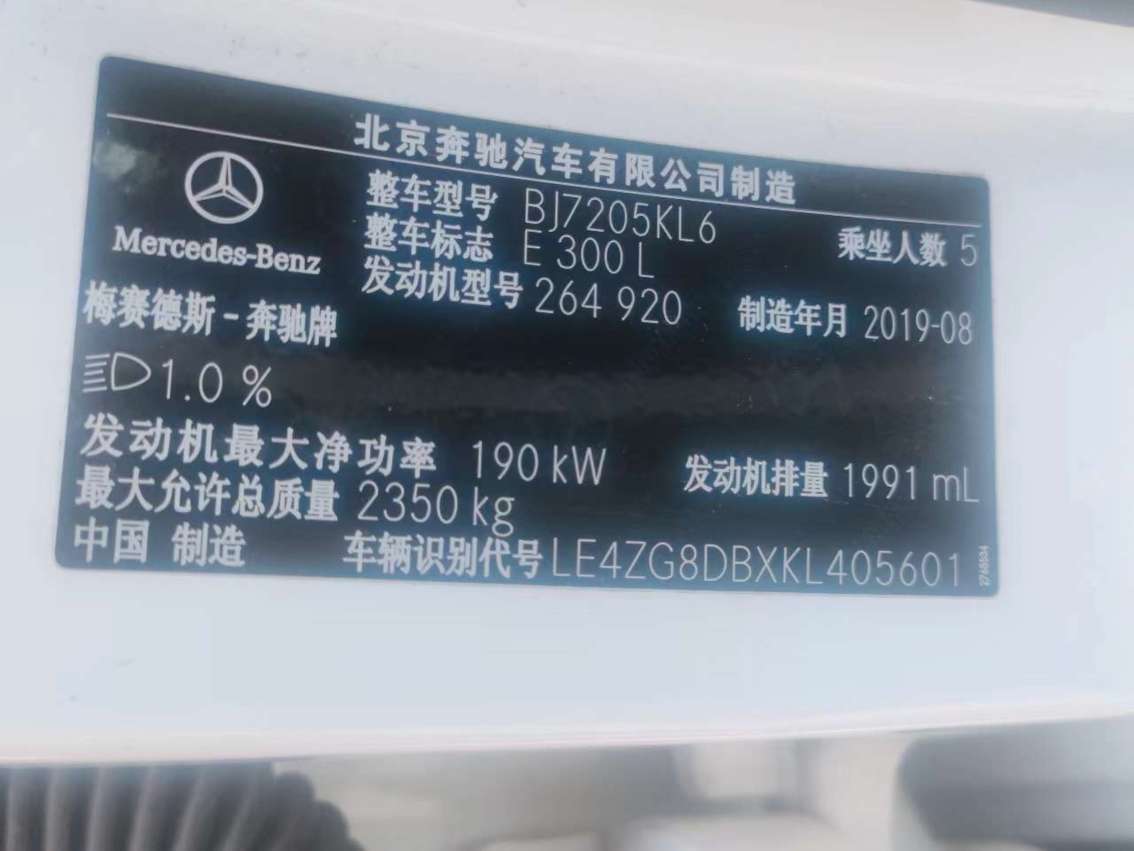 北京奔驰汽车有限公司制造
Mercedes-Benz
梅赛德斯-奔驰牌
整车型号 BJ7205KL6 乘坐人数 5
整车标志 E 300 L
发动机型号 264 920 制造年月 2019-08
1.0 %
发动机最大净功率 190 kW 发动机排量 1991 mL
最大允许总质量 2350 kg
中国 制造 车辆识别代号 LE4ZG8DBXKL405601